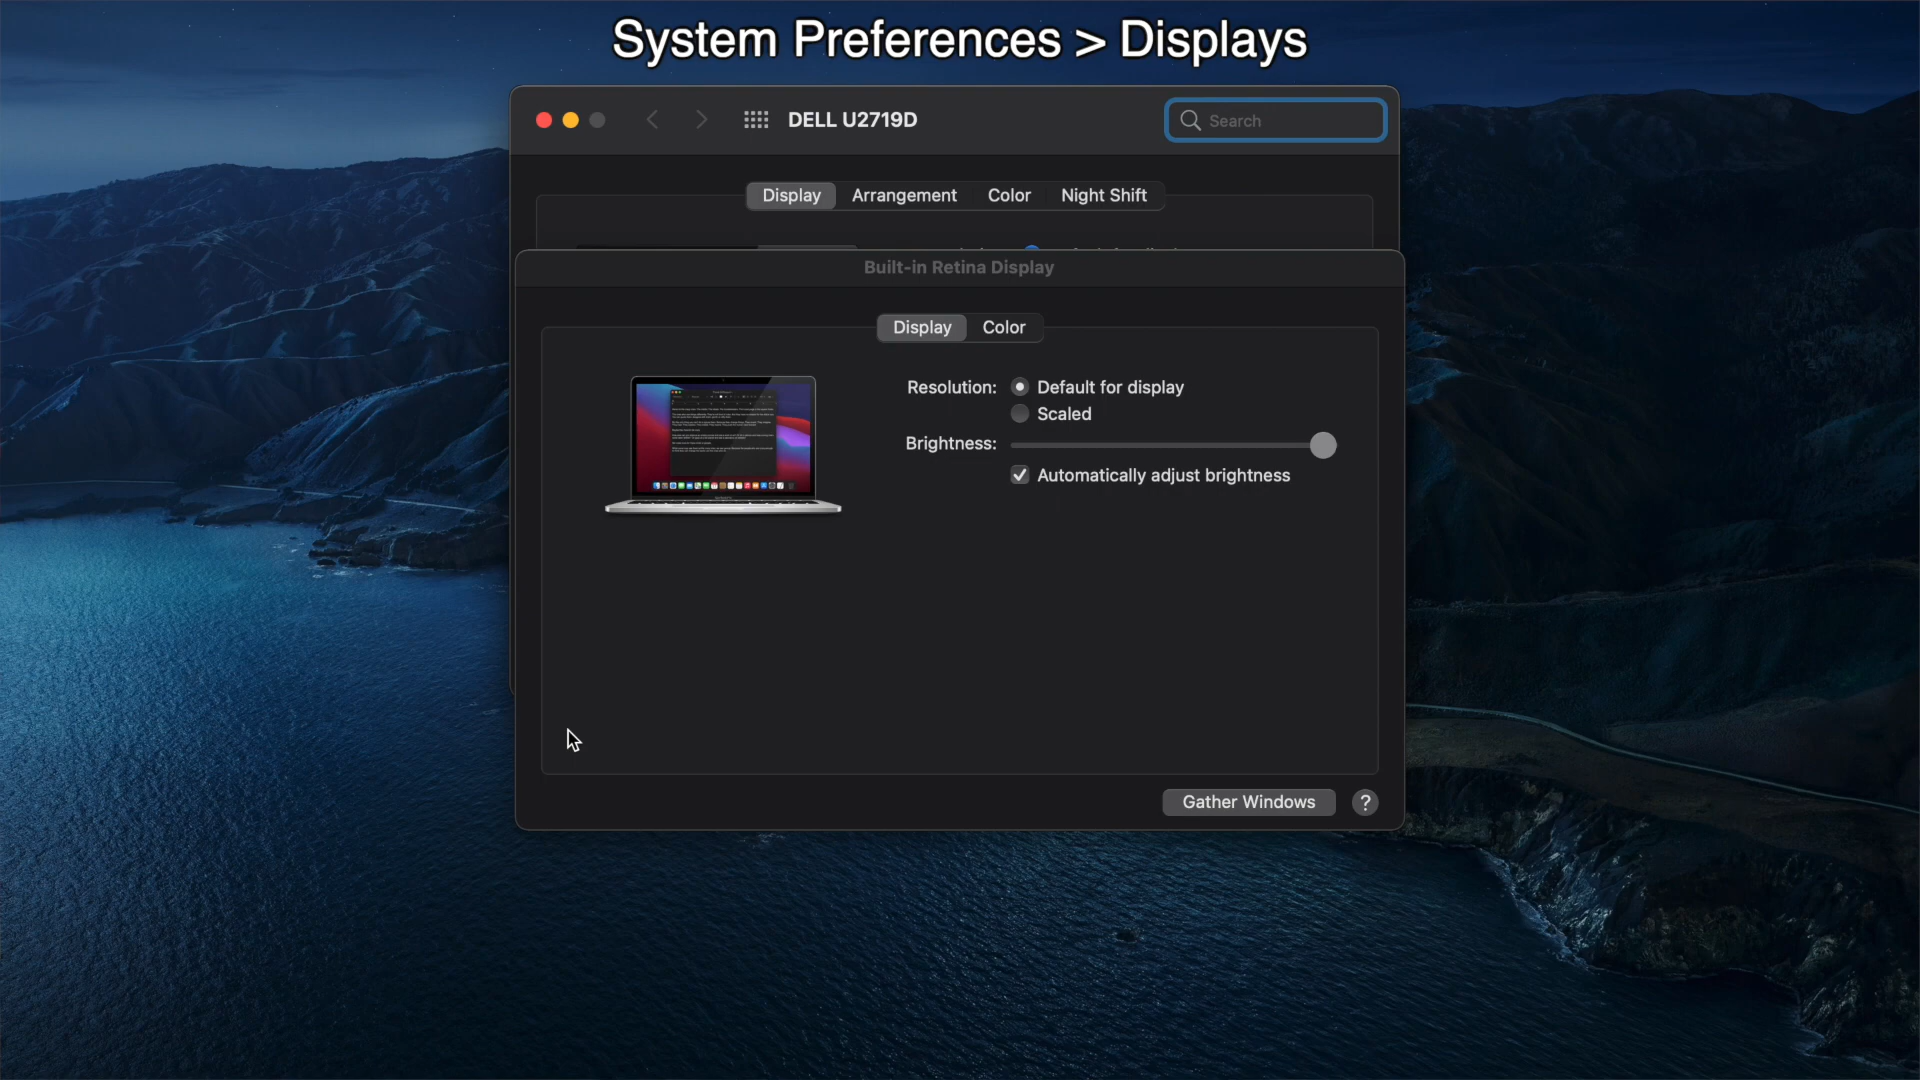 System Preferences > Displays
DELL U2719D
Search
Display Arrangement Color Night Shift
Built-in Retina Display
Display Color
Resolution: Default for display
Scaled
Brightness:
Automatically adjust brightness
Gather Windows ?